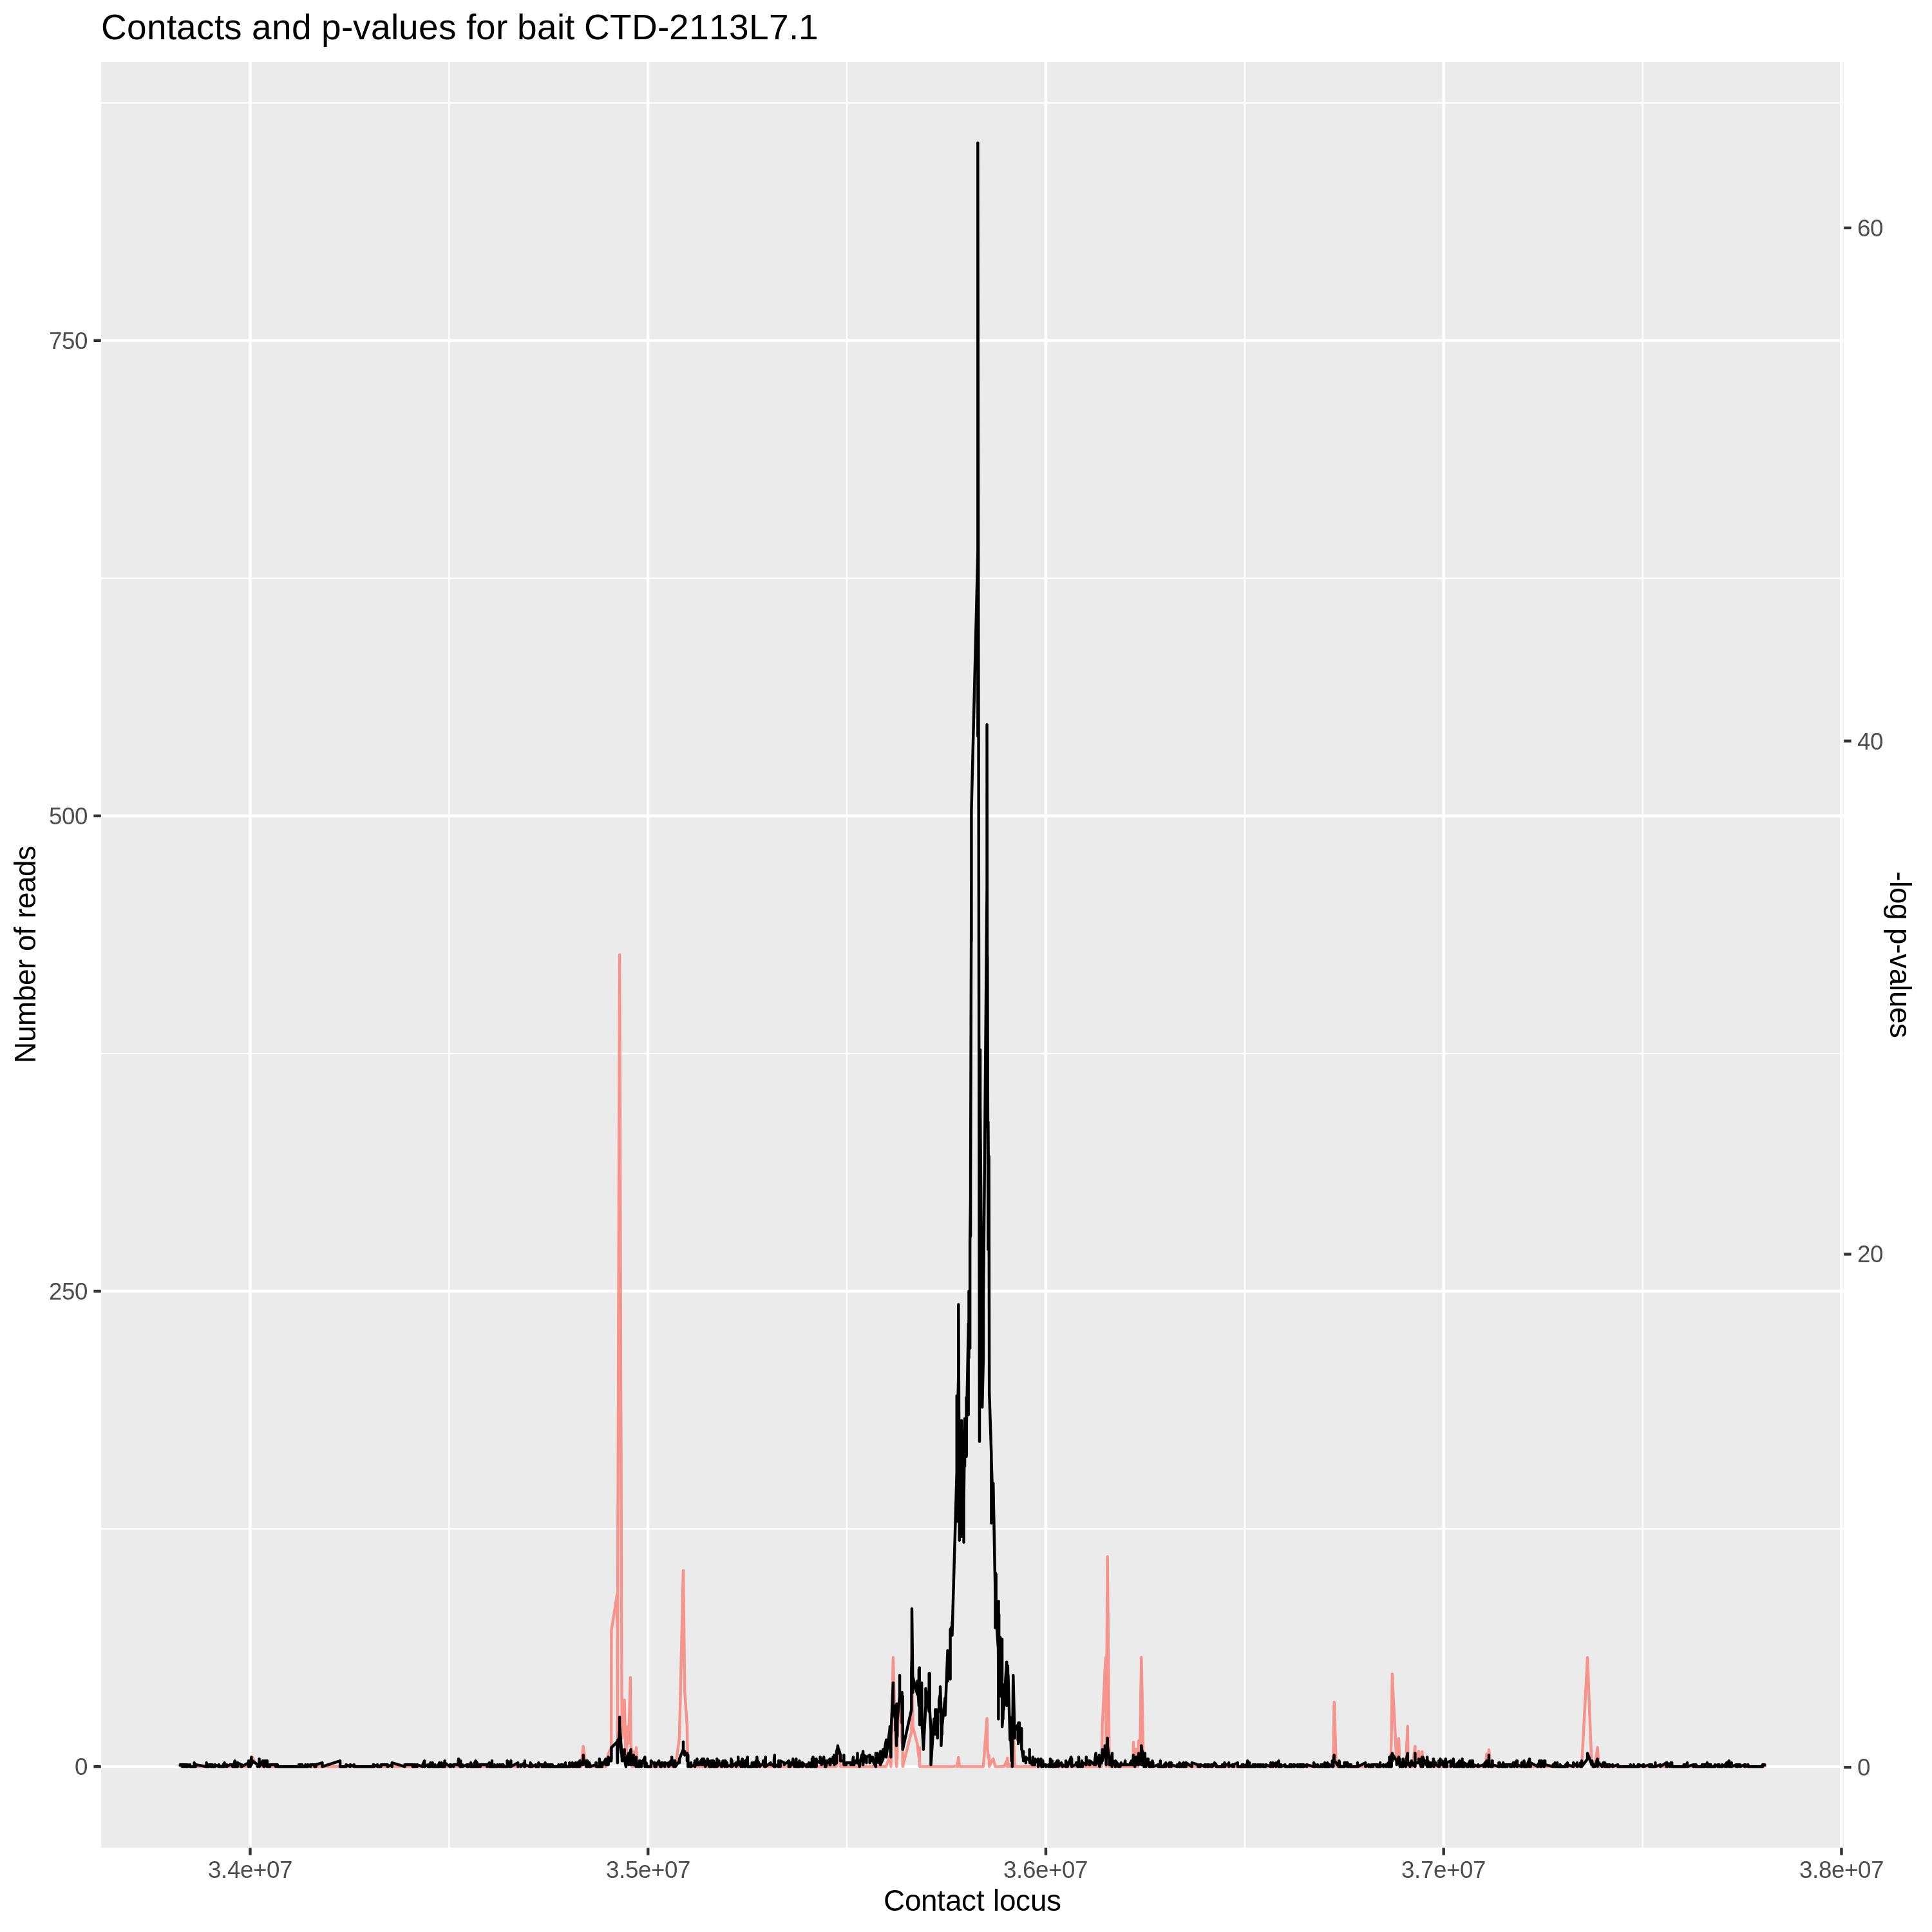 Contacts and p-values for bait CTD-2113L7.1
750
500
250
0
Number of reads
60
40
20
0
-log p-values
3.4e+07
3.5e+07
3.6e+07
3.7e+07
3.8e+07
Contact locus